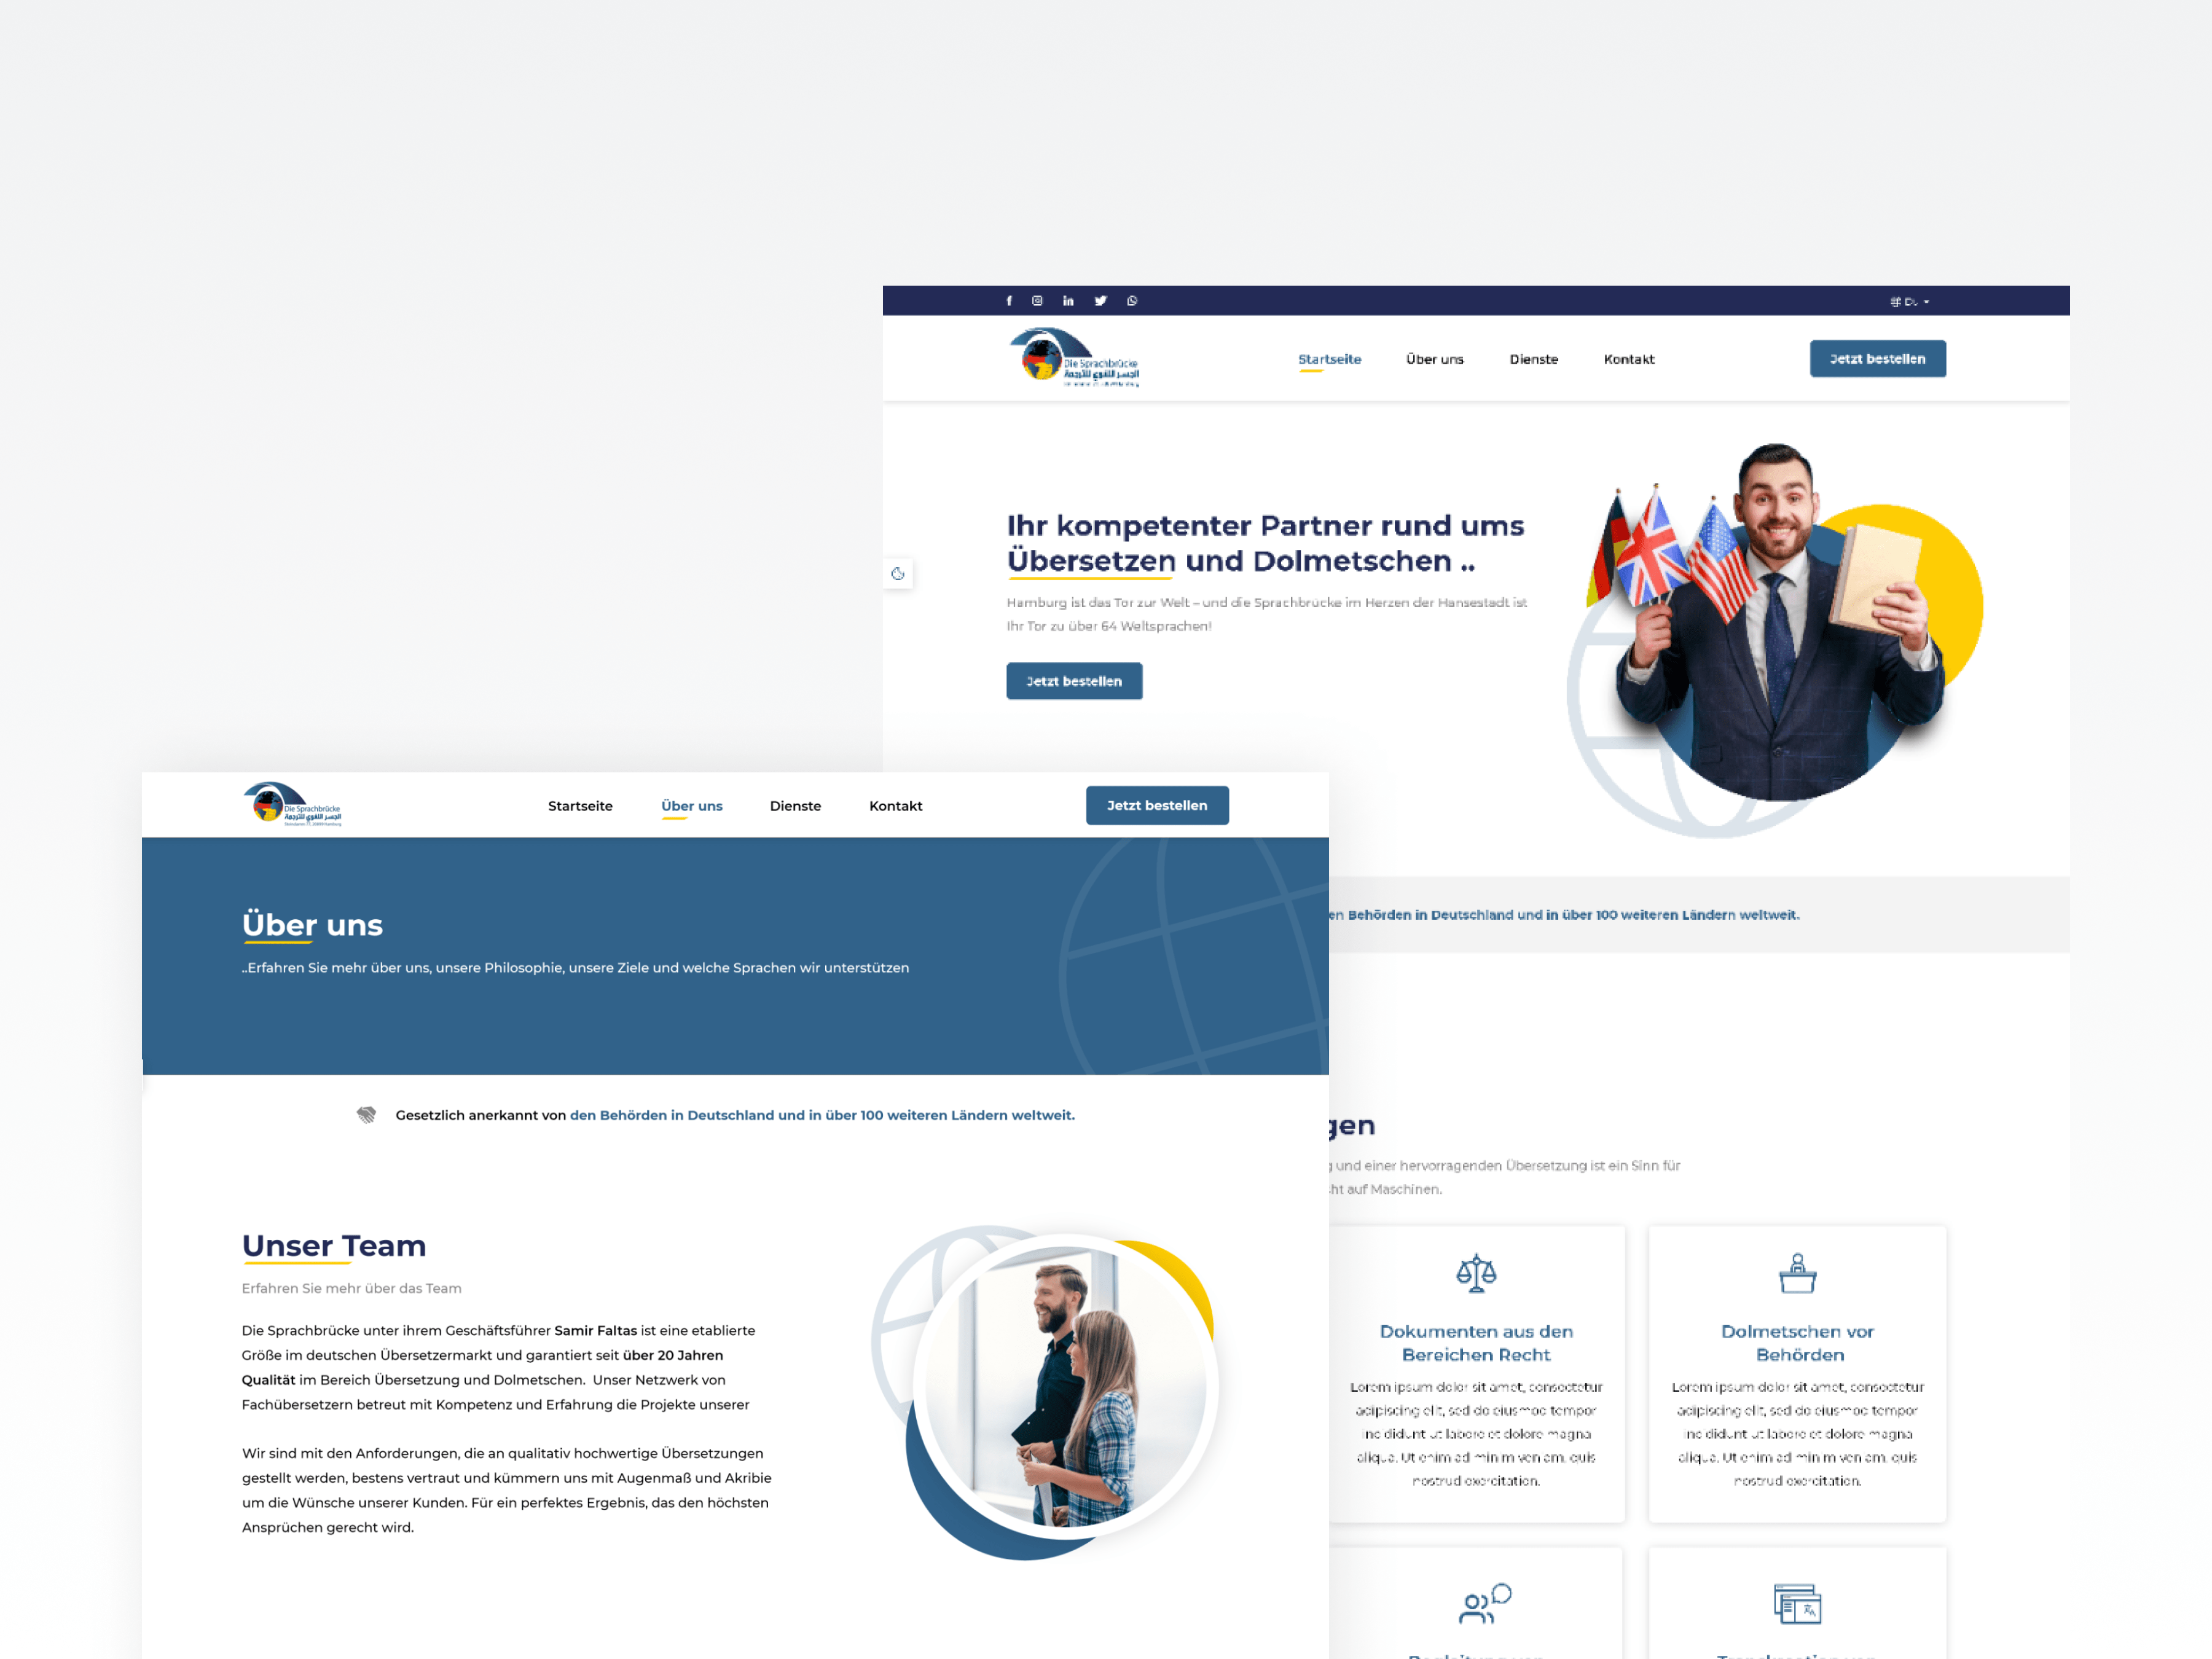 Die Sprachbrücke
الجسر اللغوي للترجمة
Startseite
Über uns
Dienste
Kontakt
Jetzt bestellen
Ihr kompetenter Partner rund ums
Übersetzen und Dolmetschen ..
Hamburg ist das Tor zur Welt – und die Sprachbrücke im Herzen der Hansestadt ist
Ihr Tor zu über 64 Weltsprachen!
Jetzt bestellen
en Behörden in Deutschland und in über 100 weiteren Ländern weltweit.
gen
g und einer hervorragenden Übersetzung ist ein Sinn für
ht auf Maschinen.
Dokumenten aus den
Bereichen Recht
Lorem ipsum dolor sit amet, consectetur
adipiscing elit, sed do eiusmod tempor
incididunt ut labore et dolore magna
aliqua. Ut enim ad minim veniam, quis
nostrud exercitation.
Dolmetschen vor
Behörden
Lorem ipsum dolor sit amet, consectetur
adipiscing elit, sed do eiusmod tempor
incididunt ut labore et dolore magna
aliqua. Ut enim ad minim veniam, quis
nostrud exercitation.
Die Sprachbrücke
الجسر اللغوي للترجمة
Startseite
Über uns
Dienste
Kontakt
Jetzt bestellen
Über uns
..Erfahren Sie mehr über uns, unsere Philosophie, unsere Ziele und welche Sprachen wir unterstützen
Gesetzlich anerkannt von den Behörden in Deutschland und in über 100 weiteren Ländern weltweit.
Unser Team
Erfahren Sie mehr über das Team
Die Sprachbrücke unter ihrem Geschäftsführer Samir Faltas ist eine etablierte
Größe im deutschen Übersetzermarkt und garantiert seit über 20 Jahren
Qualität im Bereich Übersetzung und Dolmetschen. Unser Netzwerk von
Fachübersetzern betreut mit Kompetenz und Erfahrung die Projekte unserer
Wir sind mit den Anforderungen, die an qualitativ hochwertige Übersetzungen
gestellt werden, bestens vertraut und kümmern uns mit Augenmaß und Akribie
um die Wünsche unserer Kunden. Für ein perfektes Ergebnis, das den höchsten
Ansprüchen gerecht wird.